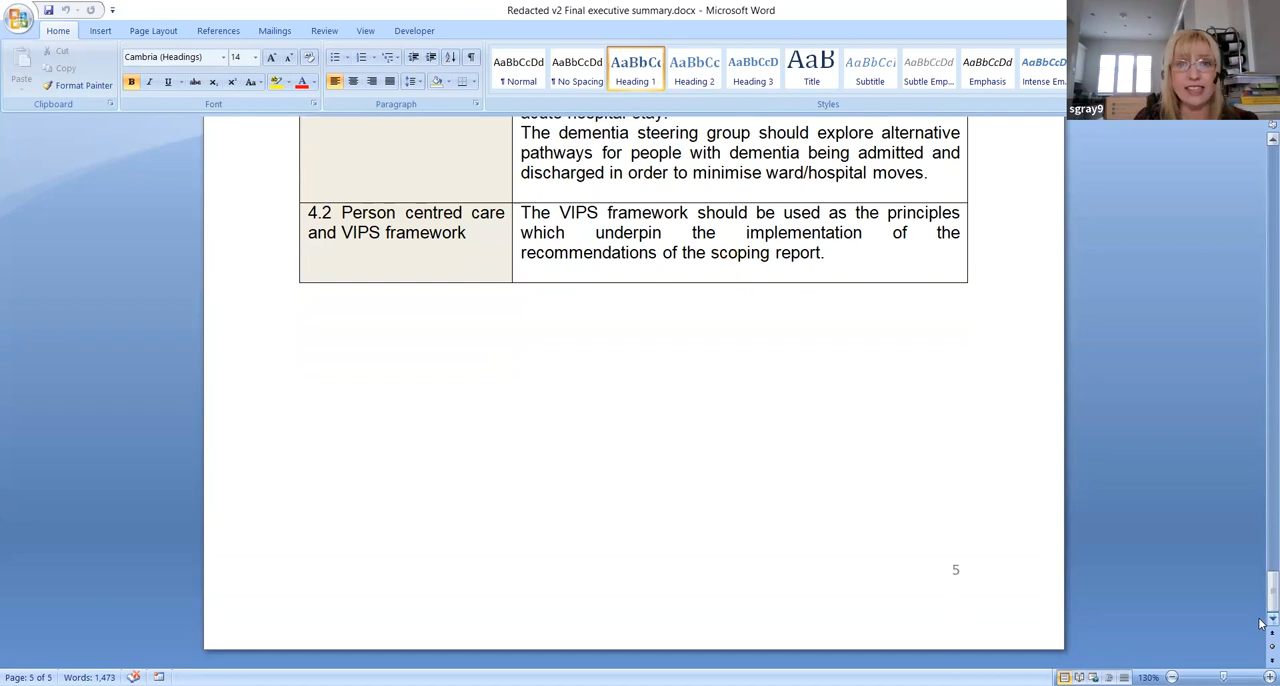 Redacted v2 Final executive summary.docx - Microsoft Word
Home Insert Page Layout References Mailings Review View Developer
Cut
Copy
Format Painter
Paste
Clipboard
Cambria (Headings) 14
Font
Paragraph
AaBbCcDd AaBbCcDd AaBbCc AaBbCc AaBbCcD AaB AaBbCcI AaBbCcDd AaBbCcDd AaBbCcDd
¶ Normal ¶ No Spacing Heading 1 Heading 2 Heading 3 Title Subtitle Subtle Emp... Emphasis Intense Em.
Styles
sgray9
acute hospital stay.
The dementia steering group should explore alternative
pathways for people with dementia being admitted and
discharged in order to minimise ward/hospital moves.
4.2 Person centred care
and VIPS framework
The VIPS framework should be used as the principles
which underpin the implementation of the
recommendations of the scoping report.
5
Page: 5 of 5 Words: 1,473
130%